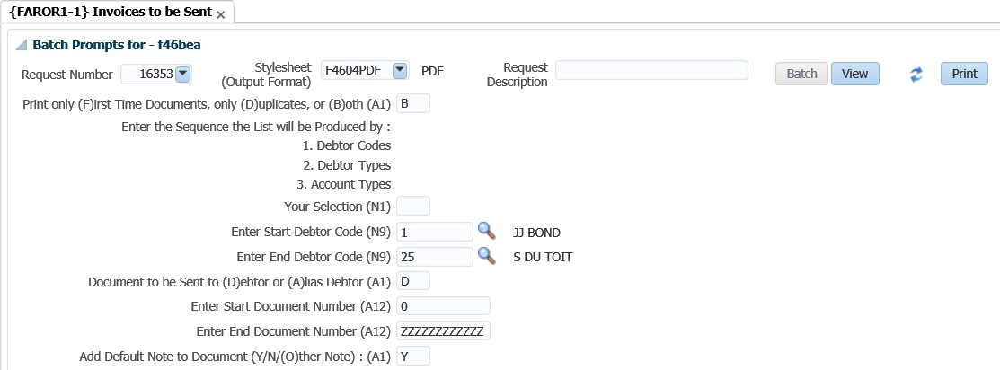 {FAROR1-1} Invoices to be Sent x
Batch Prompts for - f46bea
Request Number 16353 Stylesheet (Output Format) F4604PDF PDF Request Description Batch View Print
Print only (F)irst Time Documents, only (D)uplicates, or (B)oth (A1) B
Enter the Sequence the List will be Produced by :
1. Debtor Codes
2. Debtor Types
3. Account Types
Your Selection (N1)
Enter Start Debtor Code (N9) 1 JJ BOND
Enter End Debtor Code (N9) 25 S DU TOIT
Document to be Sent to (D)ebtor or (A)lias Debtor (A1) D
Enter Start Document Number (A12) 0
Enter End Document Number (A12) ZZZZZZZZZZZZ
Add Default Note to Document (Y/N/(O)ther Note) : (A1) Y